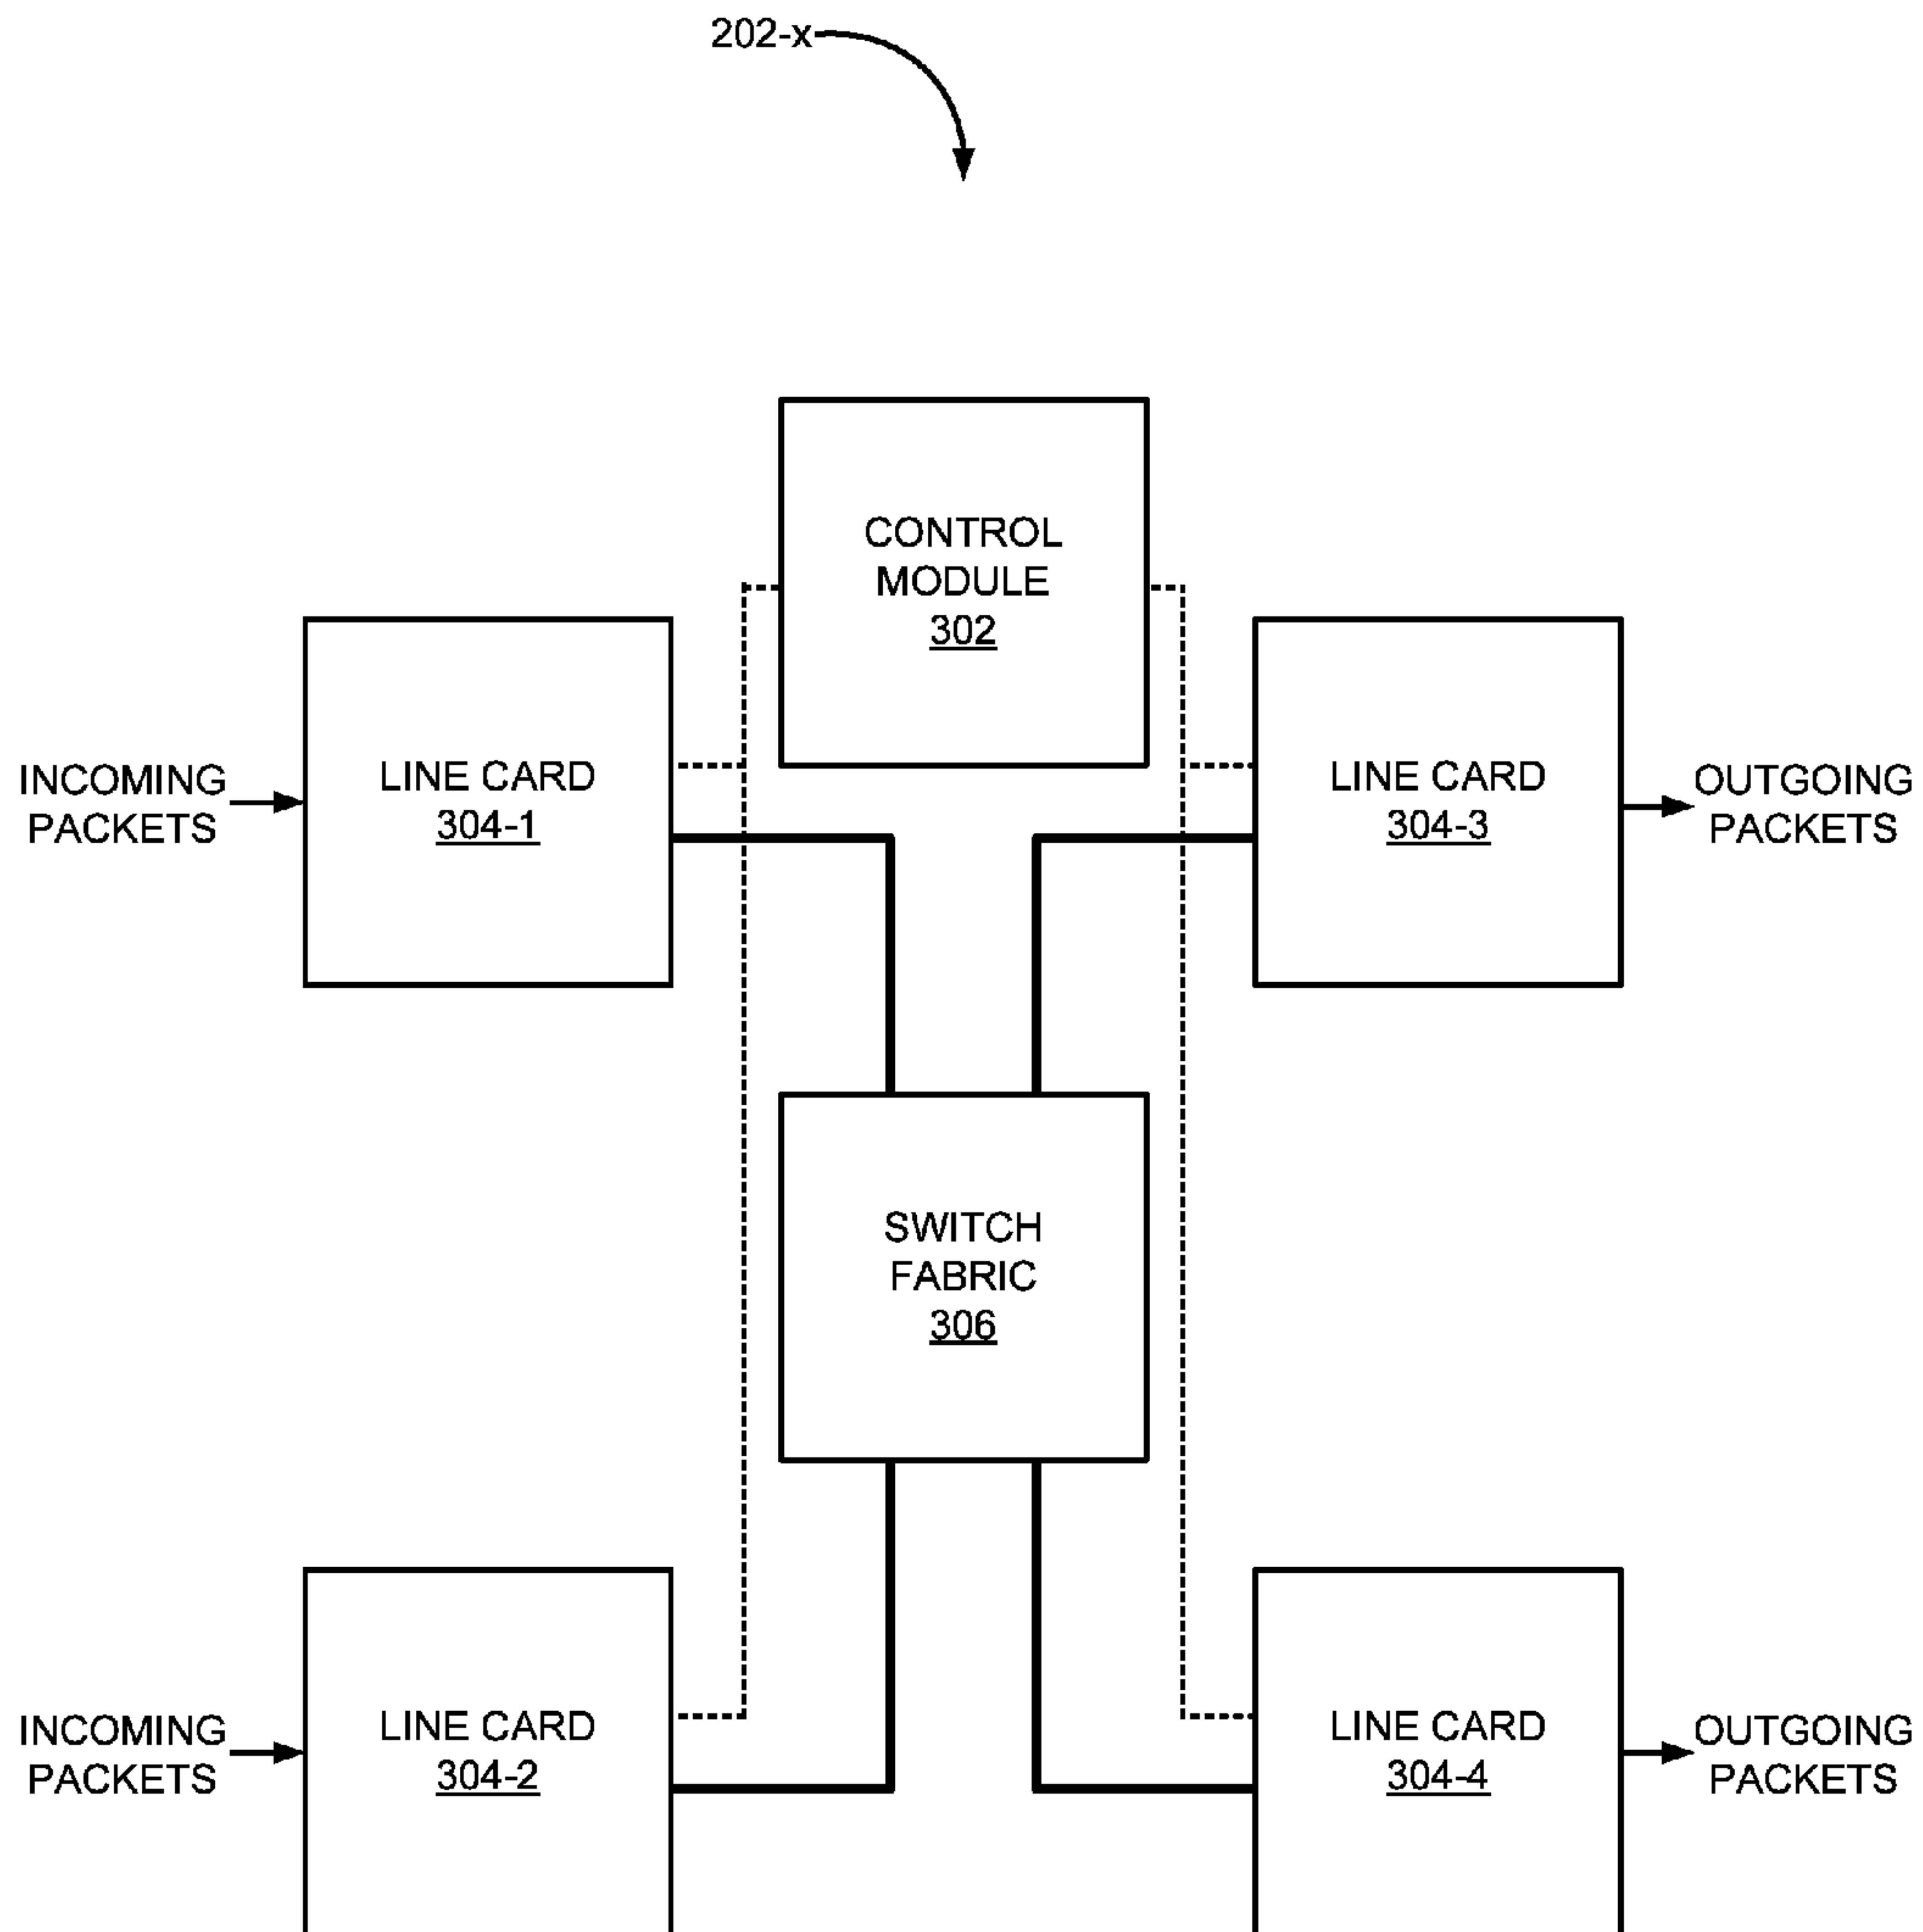 202-x
CONTROL
MODULE
302
INCOMING
PACKETS
LINE CARD
304-1
LINE CARD
304-3
OUTGOING
PACKETS
SWITCH
FABRIC
306
INCOMING
PACKETS
LINE CARD
304-2
LINE CARD
304-4
OUTGOING
PACKETS